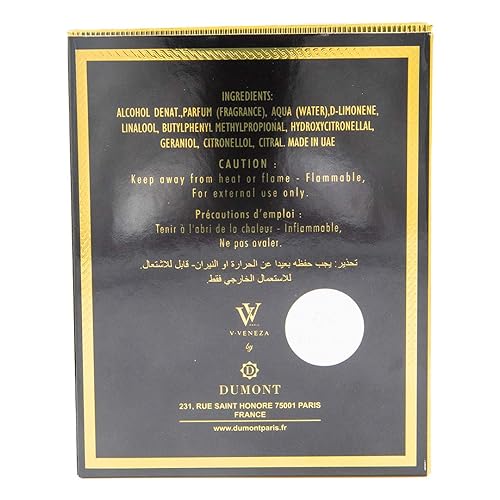 INGREDIENTS:
ALCOHOL DENAT.,PARFUM (FRAGRANCE), AQUA (WATER),D-LIMONENE,
LINALOOL, BUTYLPHENYL METHYLPROPIONAL, HYDROXYCITRONELLAL,
GERANIOL, CITRONELLOL, CITRAL. MADE IN UAE
CAUTION :
Keep away from heat or flame - Flammable,
For external use only.
Précautions d'emploi :
Tenir à l'abri de la chaleur - Inflammable,
Ne pas avaler.
تحذير: يجب حفظه بعيدا عن الحرارة او النيران- قابل للاشتعال.
للاستعمال الخارجي فقط.
PARIS
V·VENEZA
by
D
DUMONT
231, RUE SAINT HONORE 75001 PARIS
FRANCE
www.dumontparis.fr